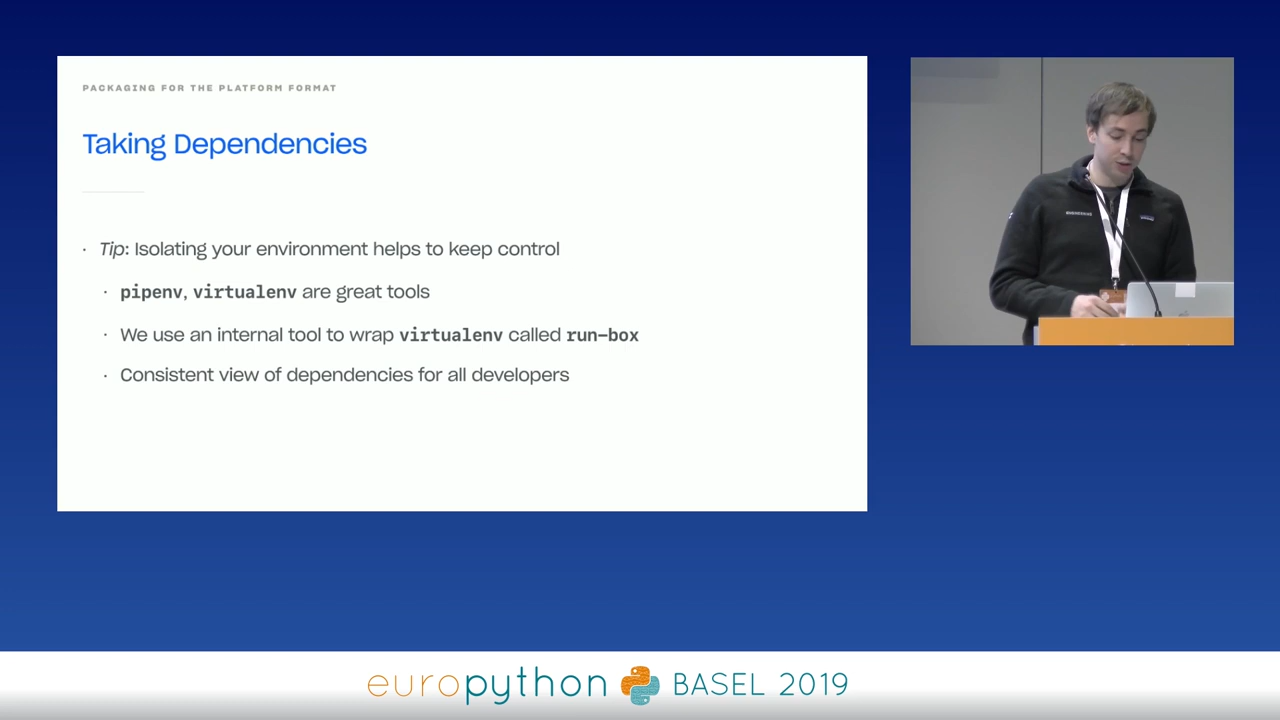 PACKAGING FOR THE PLATFORM FORMAT
Taking Dependencies
· Tip: Isolating your environment helps to keep control
· pipenv, virtualenv are great tools
· We use an internal tool to wrap virtualenv called run-box
· Consistent view of dependencies for all developers
ENGINEERING
europython BASEL 2019